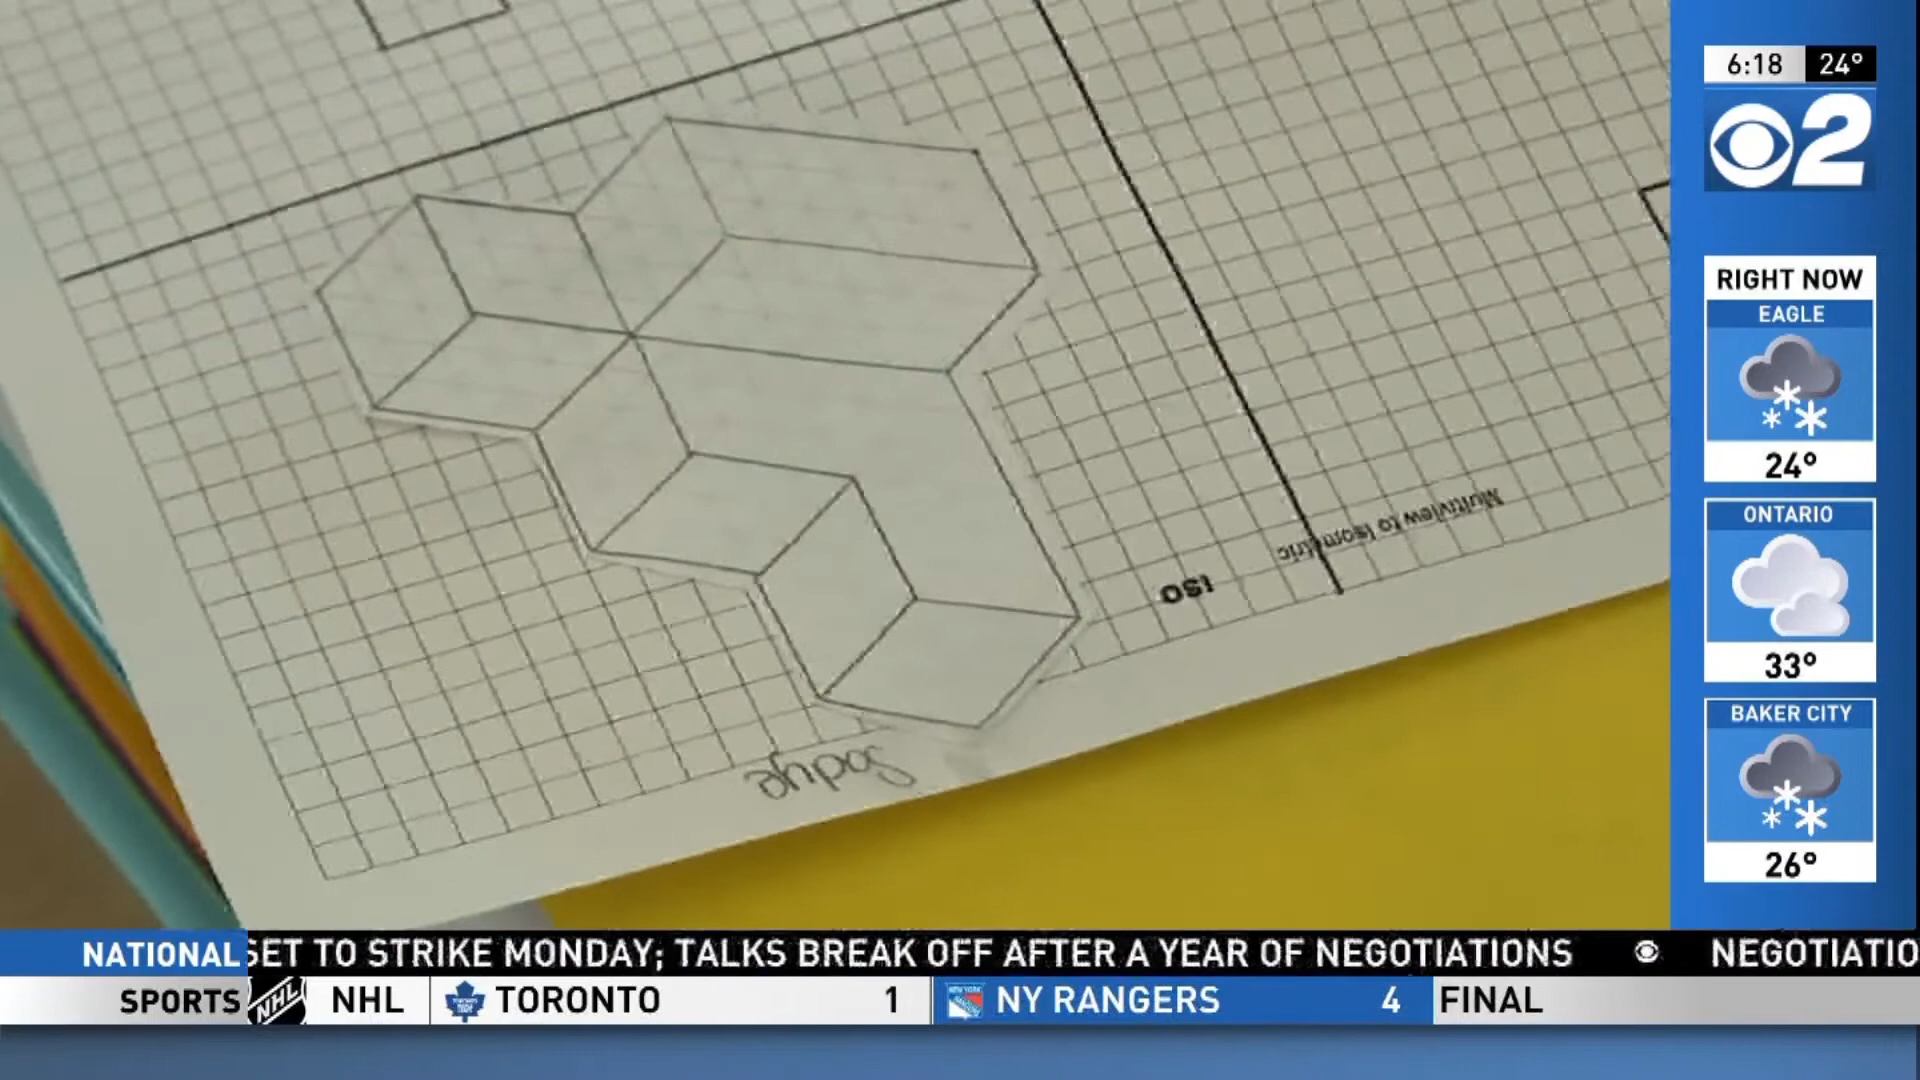 6:18 24°
2
RIGHT NOW
EAGLE
24°
ONTARIO
33°
BAKER CITY
26°
Multiview to Isometric
ISO
NATIONAL SET TO STRIKE MONDAY; TALKS BREAK OFF AFTER A YEAR OF NEGOTIATIONS NEGOTIATIO
SPORTS NHL NHL TORONTO 1 NY RANGERS 4 FINAL